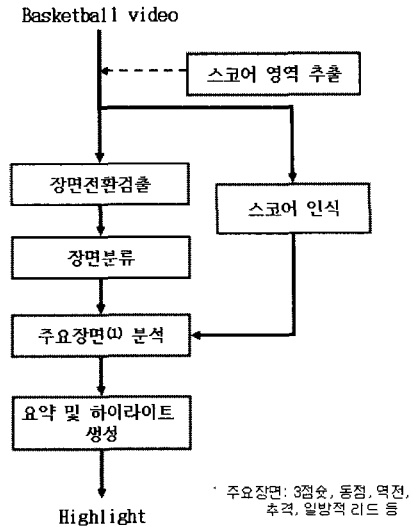 Basketball video
스코어 영역 추출
장면전환검출
스코어 인식
장면분류
주요장면(1) 분석
요약 및 하이라이트
생성
Highlight
' 주요장면: 3점슛, 동점, 역전,
추격, 일방적 리드 등